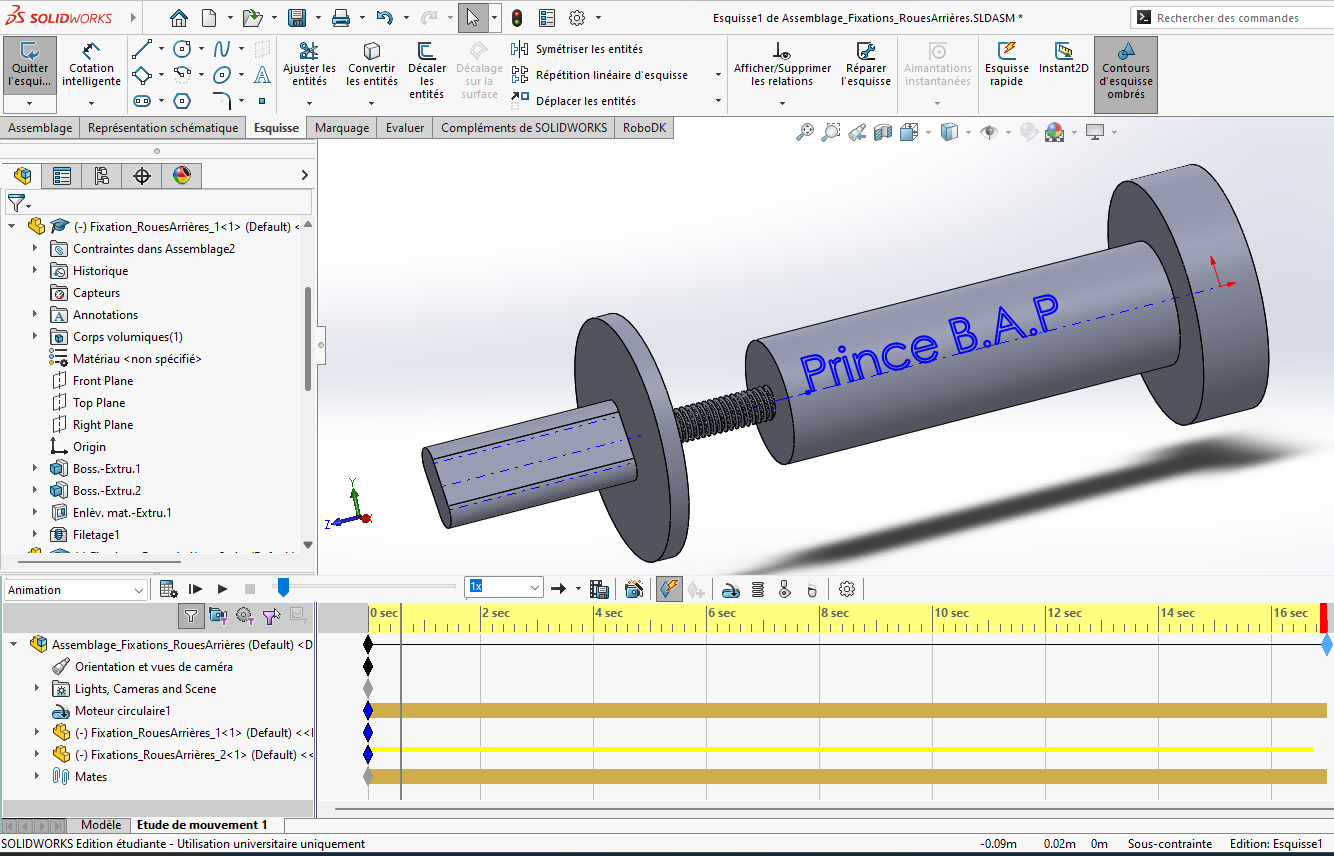 SOLIDWORKS
Esquisse1 de Assemblage_Fixations_RouesArrières.SLDASM *
Rechercher des commandes
Quitter l'esqui...
Cotation intelligente
Ajuster les entités
Convertir les entités
Décaler les entités
Décalage sur la surface
Symétriser les entités
Répétition linéaire d'esquisse
Déplacer les entités
Afficher/Supprimer les relations
Réparer l'esquisse
Aimantations instantanées
Esquisse rapide
Instant2D
Contours d'esquisse ombrés
Assemblage
Représentation schématique
Esquisse
Marquage
Evaluer
Compléments de SOLIDWORKS
RoboDK
(-) Fixation_RouesArrières_1<1> (Default) <
Contraintes dans Assemblage2
Historique
Capteurs
Annotations
Corps volumiques(1)
Matériau <non spécifié>
Front Plane
Top Plane
Right Plane
Origin
Boss.-Extru.1
Boss.-Extru.2
Enlèv. mat.-Extru.1
Filetage1
Prince B.A.P
Y
Z
X
Animation
1x
0 sec
2 sec
4 sec
6 sec
8 sec
10 sec
12 sec
14 sec
16 sec
Assemblage_Fixations_RouesArrières (Default) <D
Orientation et vues de caméra
Lights, Cameras and Scene
Moteur circulaire1
(-) Fixation_RouesArrières_1<1> (Default) <<
(-) Fixations_RouesArrières_2<1> (Default) <<
Mates
Modèle
Etude de mouvement 1
SOLIDWORKS Edition étudiante - Utilisation universitaire uniquement
-0.09m
0.02m
0m
Sous-contrainte
Edition: Esquisse1